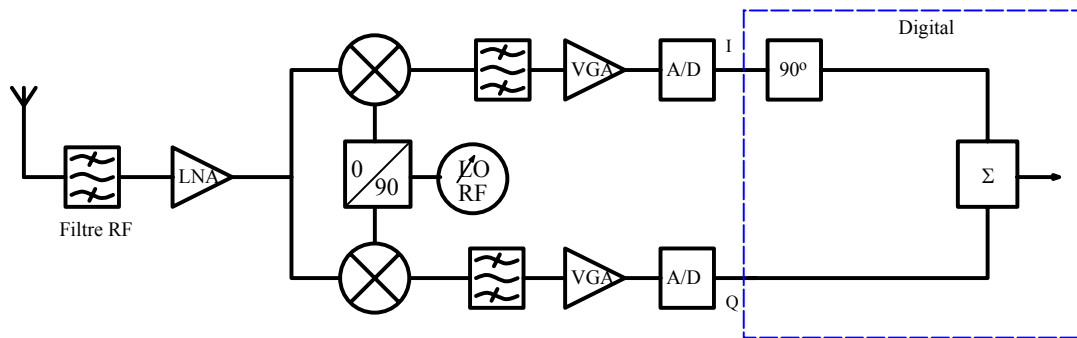 Digital
I
VGA
A/D
90º
LNA
0
90
LO
RF
Σ
Filtre RF
VGA
A/D
Q